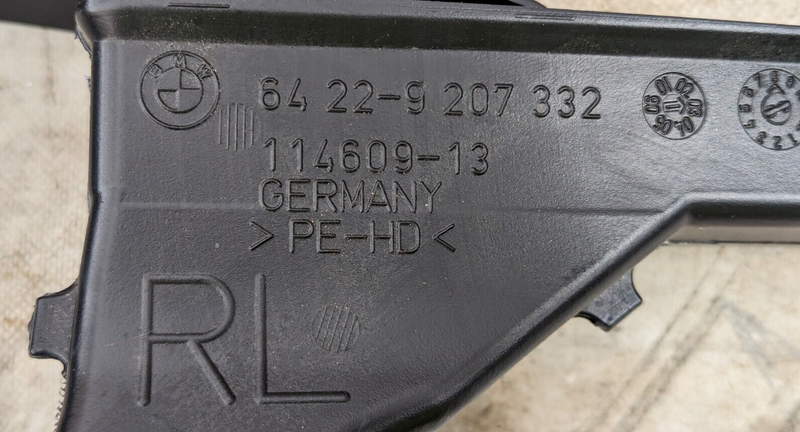 BMW
64 22-9 207 332
114609-13
GERMANY
>PE-HD<
RL